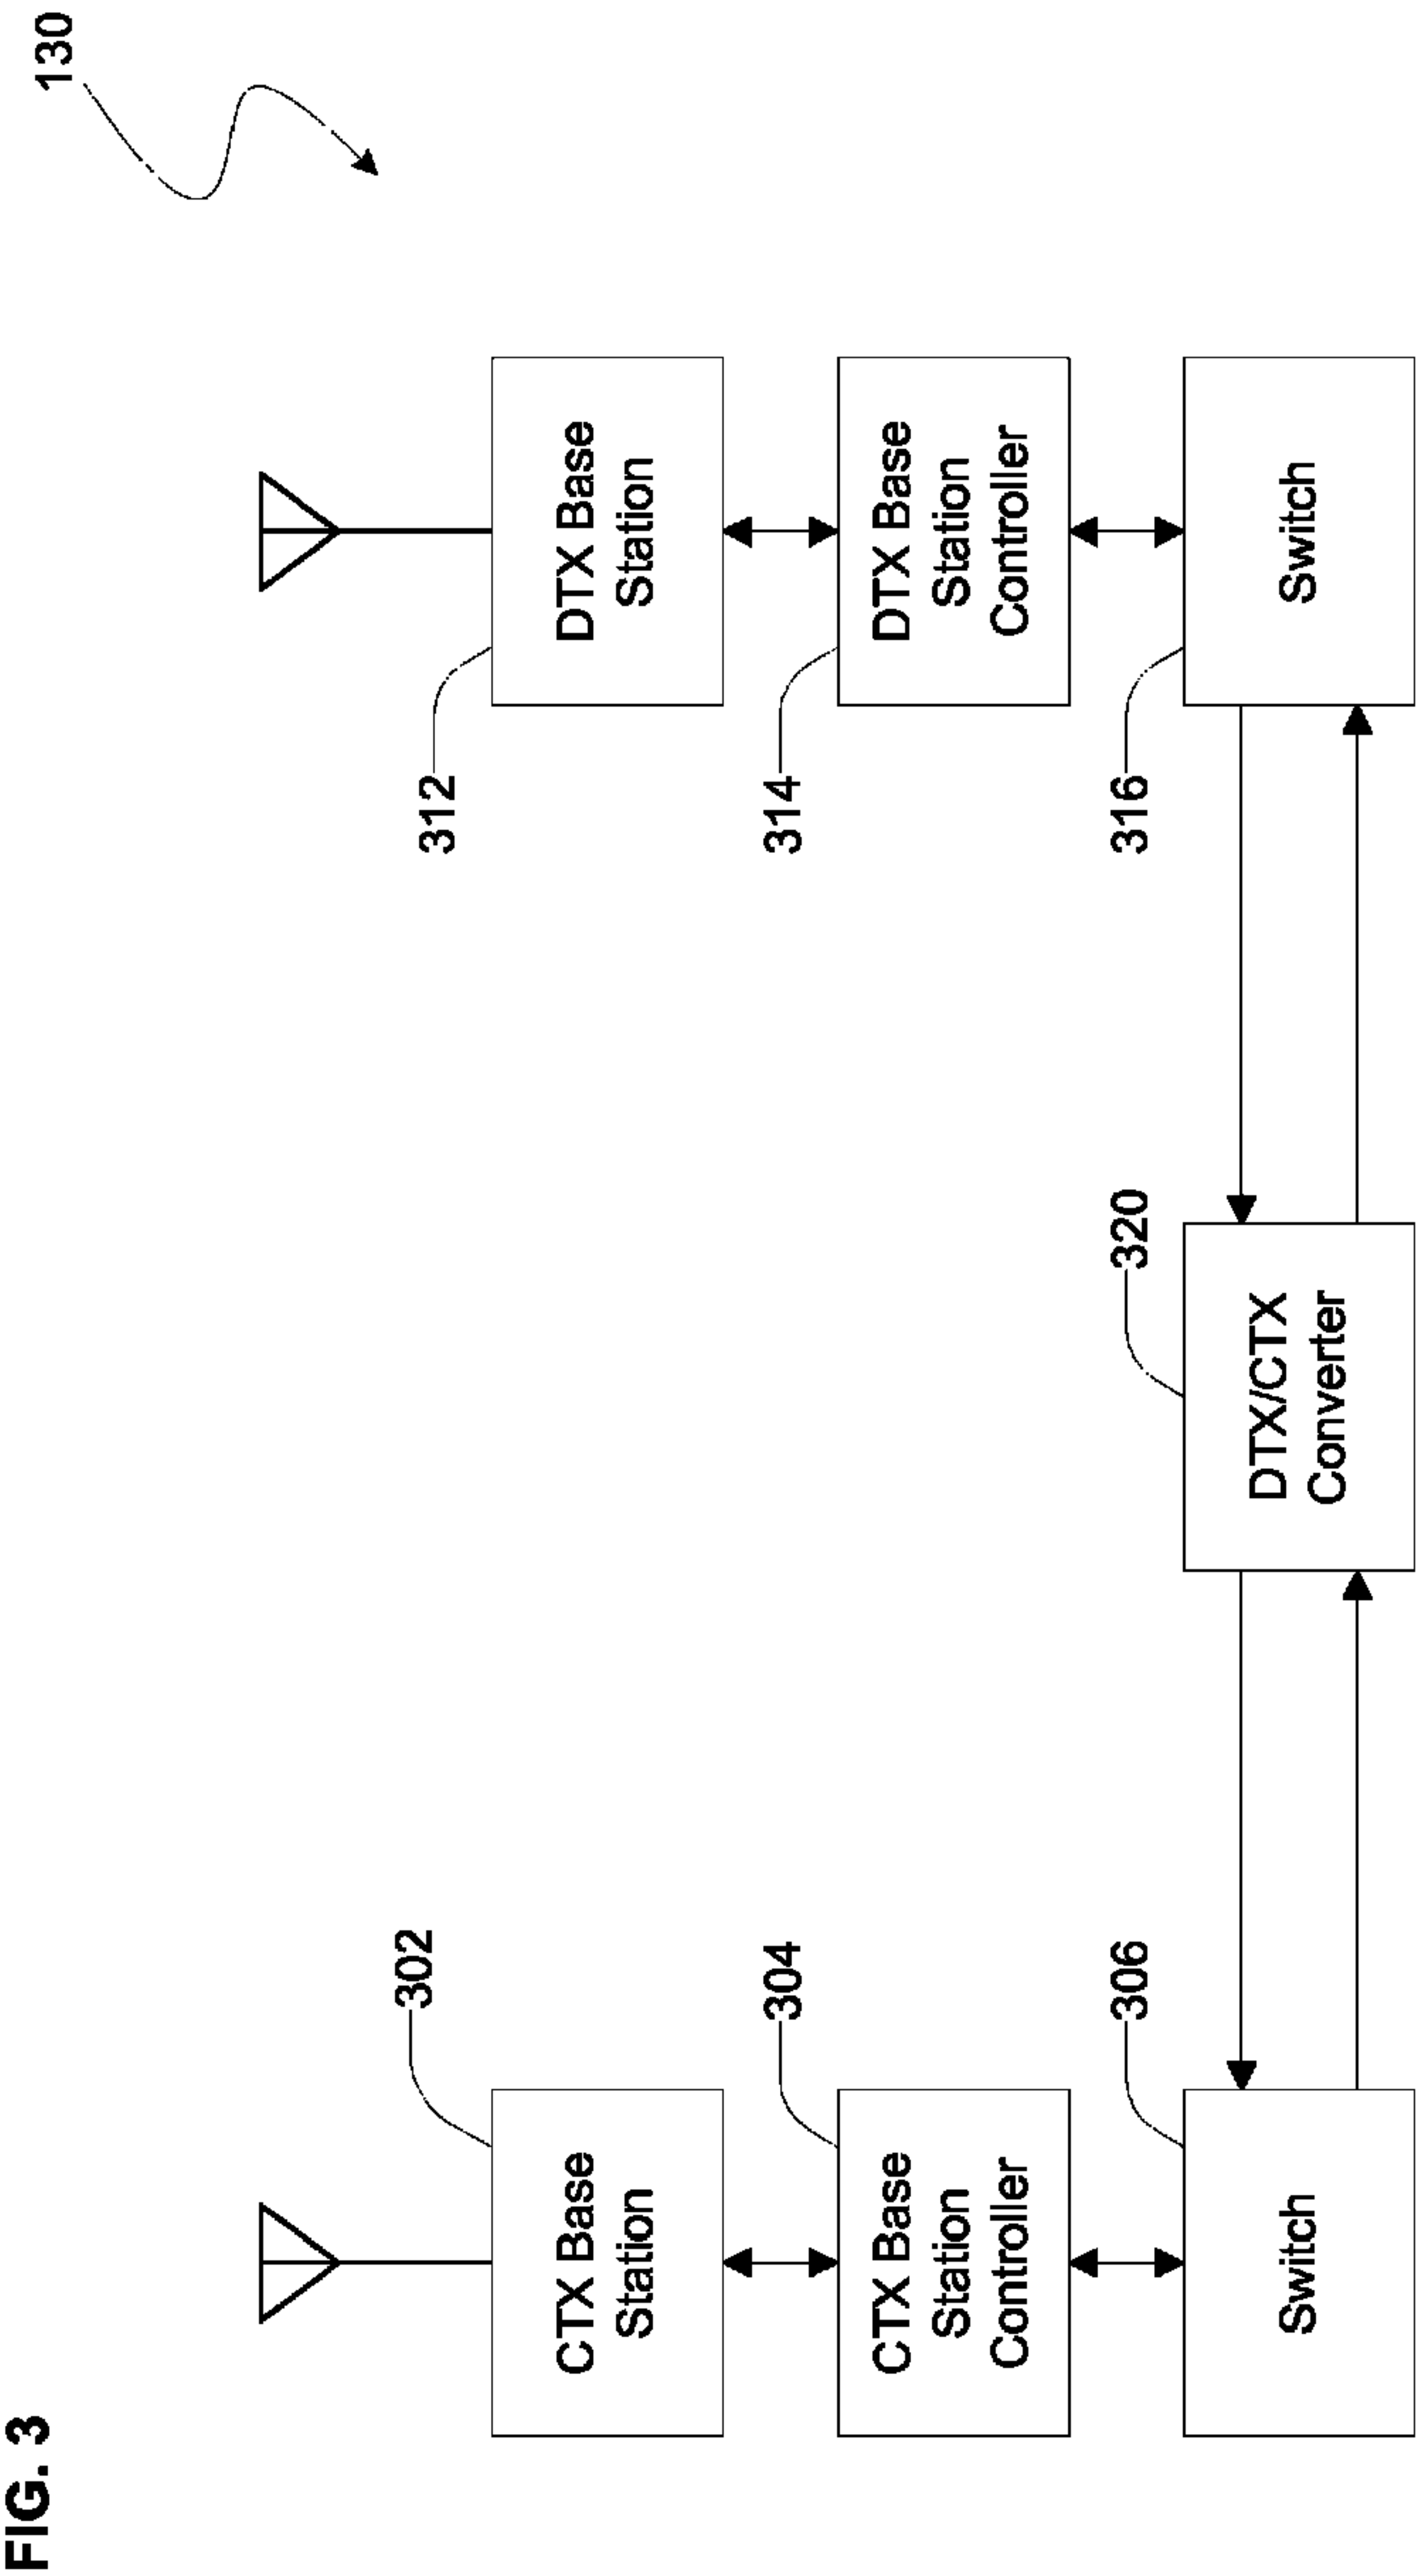 FIG. 3
130
302
CTX Base
Station
304
CTX Base
Station
Controller
306
Switch
320
DTX/CTX
Converter
312
DTX Base
Station
314
DTX Base
Station
Controller
316
Switch